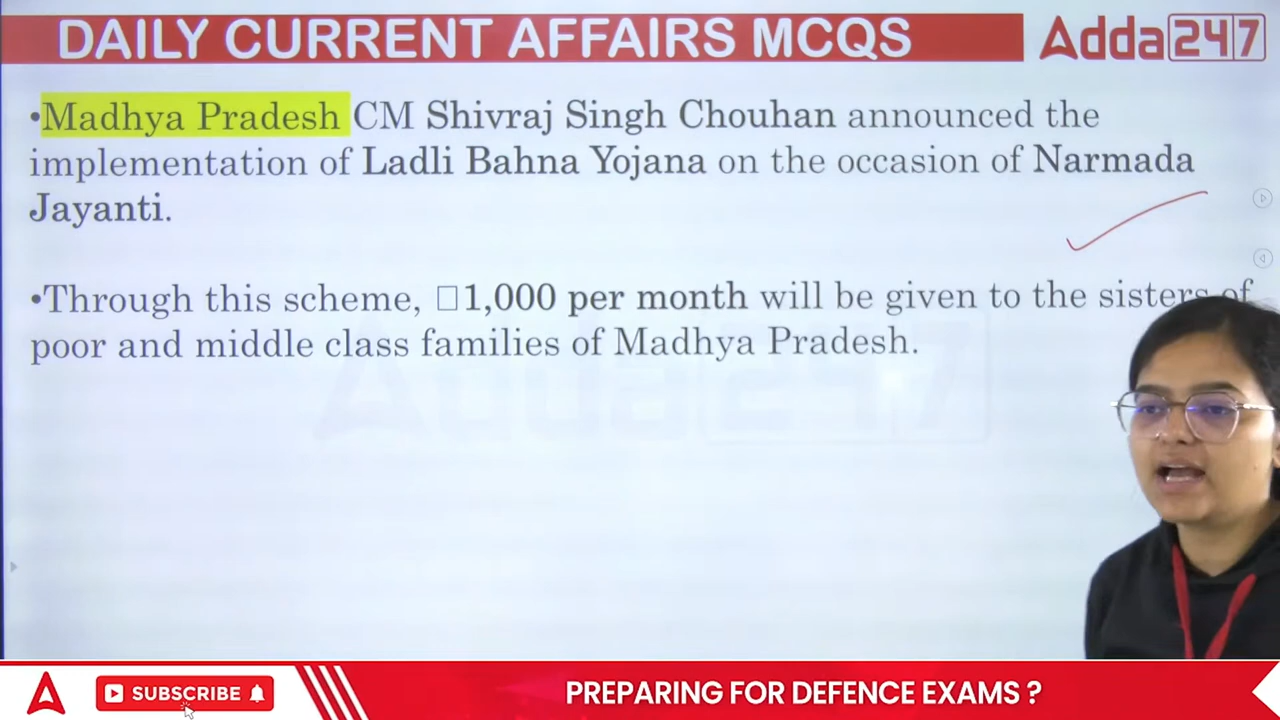 DAILY CURRENT AFFAIRS MCQS
Adda247
•Madhya Pradesh CM Shivraj Singh Chouhan announced the
implementation of Ladli Bahna Yojana on the occasion of Narmada
Jayanti.
•Through this scheme, □1,000 per month will be given to the sisters of
poor and middle class families of Madhya Pradesh.
Adda247
SUBSCRIBE
PREPARING FOR DEFENCE EXAMS ?